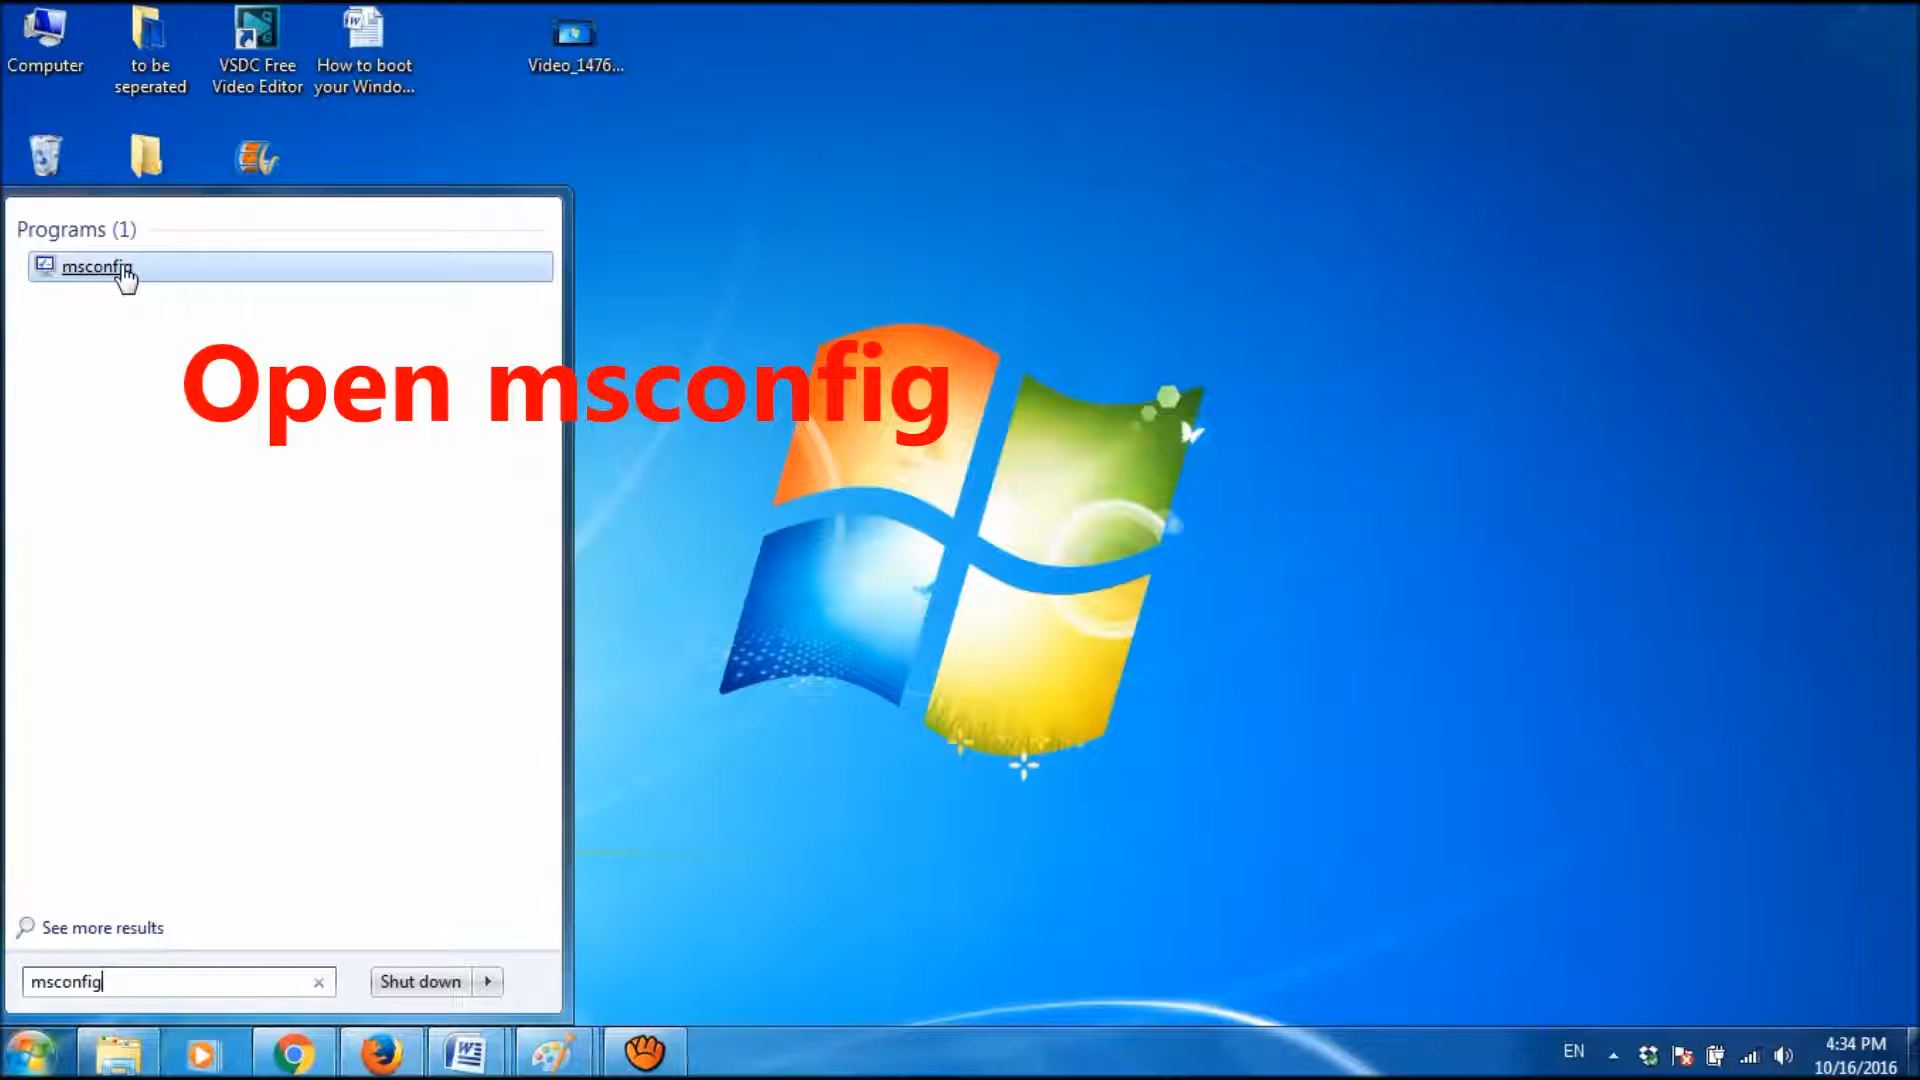 Computer
to be
seperated
VSDC Free
Video Editor
How to boot
your Windo...
Video_1476...
Programs (1)
msconfig
Open msconfig
See more results
msconfig
Shut down
EN
4:34 PM
10/16/2016